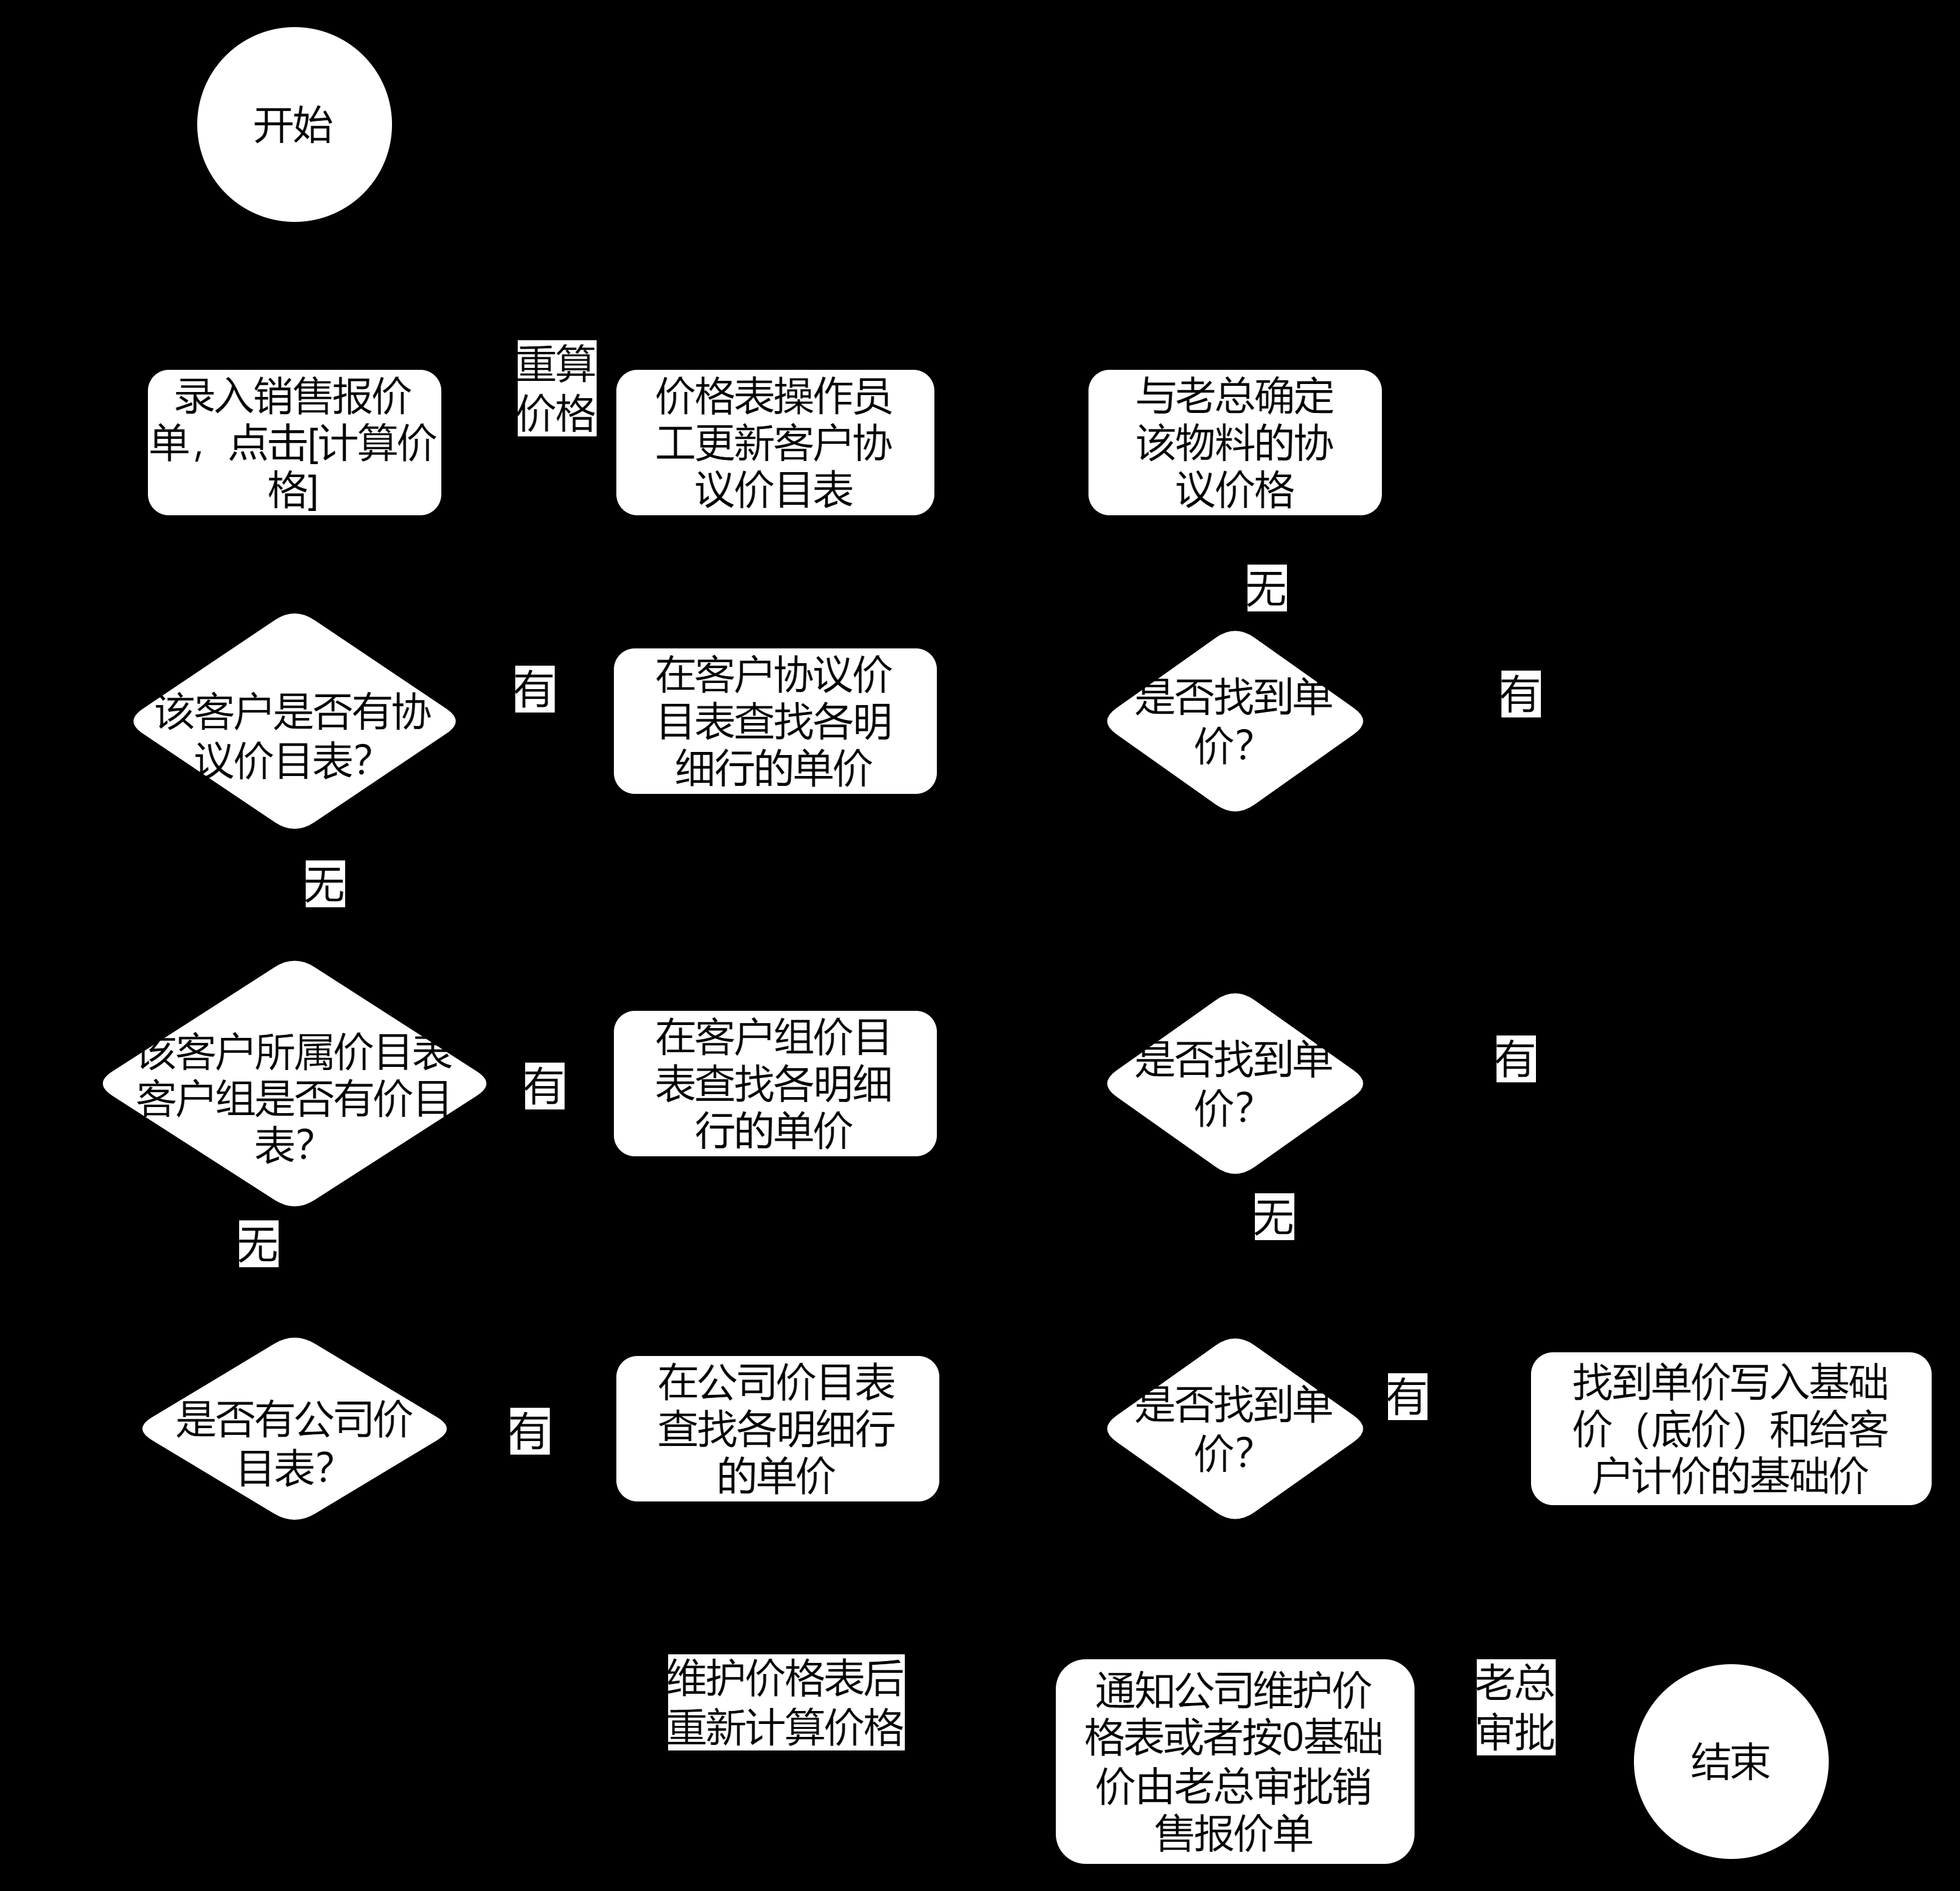 开始
录入销售报价
单，点击[计算价
格]
重算
价格
价格表操作员
工更新客户协
议价目表
与老总确定
该物料的协
议价格
无
该客户是否有协
议价目表？
有
在客户协议价
目表查找各明
细行的单价
是否找到单
价？
有
无
该客户所属价目表
客户组是否有价目
表？
有
在客户组价目
表查找各明细
行的单价
是否找到单
价？
有
无
无
是否有公司价
目表？
有
在公司价目表
查找各明细行
的单价
是否找到单
价？
有
找到单价写入基础
价（底价）和给客
户计价的基础价
维护价格表后
重新计算价格
通知公司维护价
格表或者按0基础
价由老总审批销
售报价单
老总
审批
结束